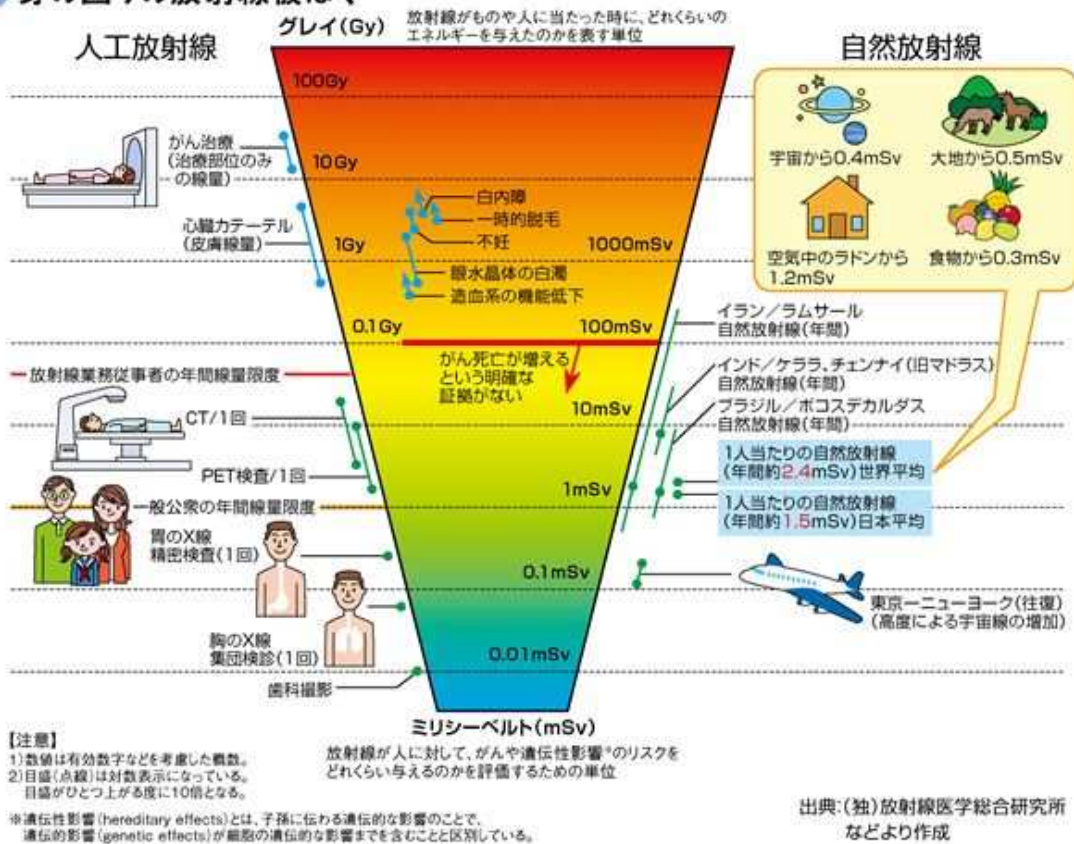 グレイ(Gy)
放射線がものや人に当たった時に、どれくらいの
エネルギーを与えたのかを表す単位
人工放射線
自然放射線
100Gy
がん治療
(治療部位のみ
の線量)
10Gy
心臓カテーテル
(皮膚線量)
1Gy
白内障
一時的脱毛
不妊
1000mSv
眼水晶体の白濁
造血系の機能低下
0.1Gy
100mSv
がん死亡が増える
という明確な
証拠がない
10mSv
放射線業務従事者の年間線量限度
CT/1回
PET検査/1回
1mSv
一般公衆の年間線量限度
胃のX線
精密検査(1回)
0.1mSv
胸のX線
集団検診(1回)
0.01mSv
歯科撮影
宇宙から0.4mSv
大地から0.5mSv
空気中のラドンから
1.2mSv
食物から0.3mSv
イラン/ラムサール
自然放射線(年間)
インド/ケララ、チェンナイ(旧マドラス)
自然放射線(年間)
ブラジル/ポコスデカルダス
自然放射線(年間)
1人当たりの自然放射線
(年間約2.4mSv)世界平均
1人当たりの自然放射線
(年間約1.5mSv)日本平均
東京ーニューヨーク(往復)
(高度による宇宙線の増加)
ミリシーベルト(mSv)
放射線が人に対して、がんや遺伝性影響※のリスクを
どれくらい与えるのかを評価するための単位
【注意】
1)数値は有効数字などを考慮した概数。
2)目盛(点線)は対数表示になっている。
目盛がひとつ上がる度に10倍となる。
※遺伝性影響(hereditary effects)とは、子孫に伝わる遺伝的な影響のことで、
遺伝的影響(genetic effects)が細胞の遺伝的な影響までを含むことと区別している。
出典:(独)放射線医学総合研究所
などより作成